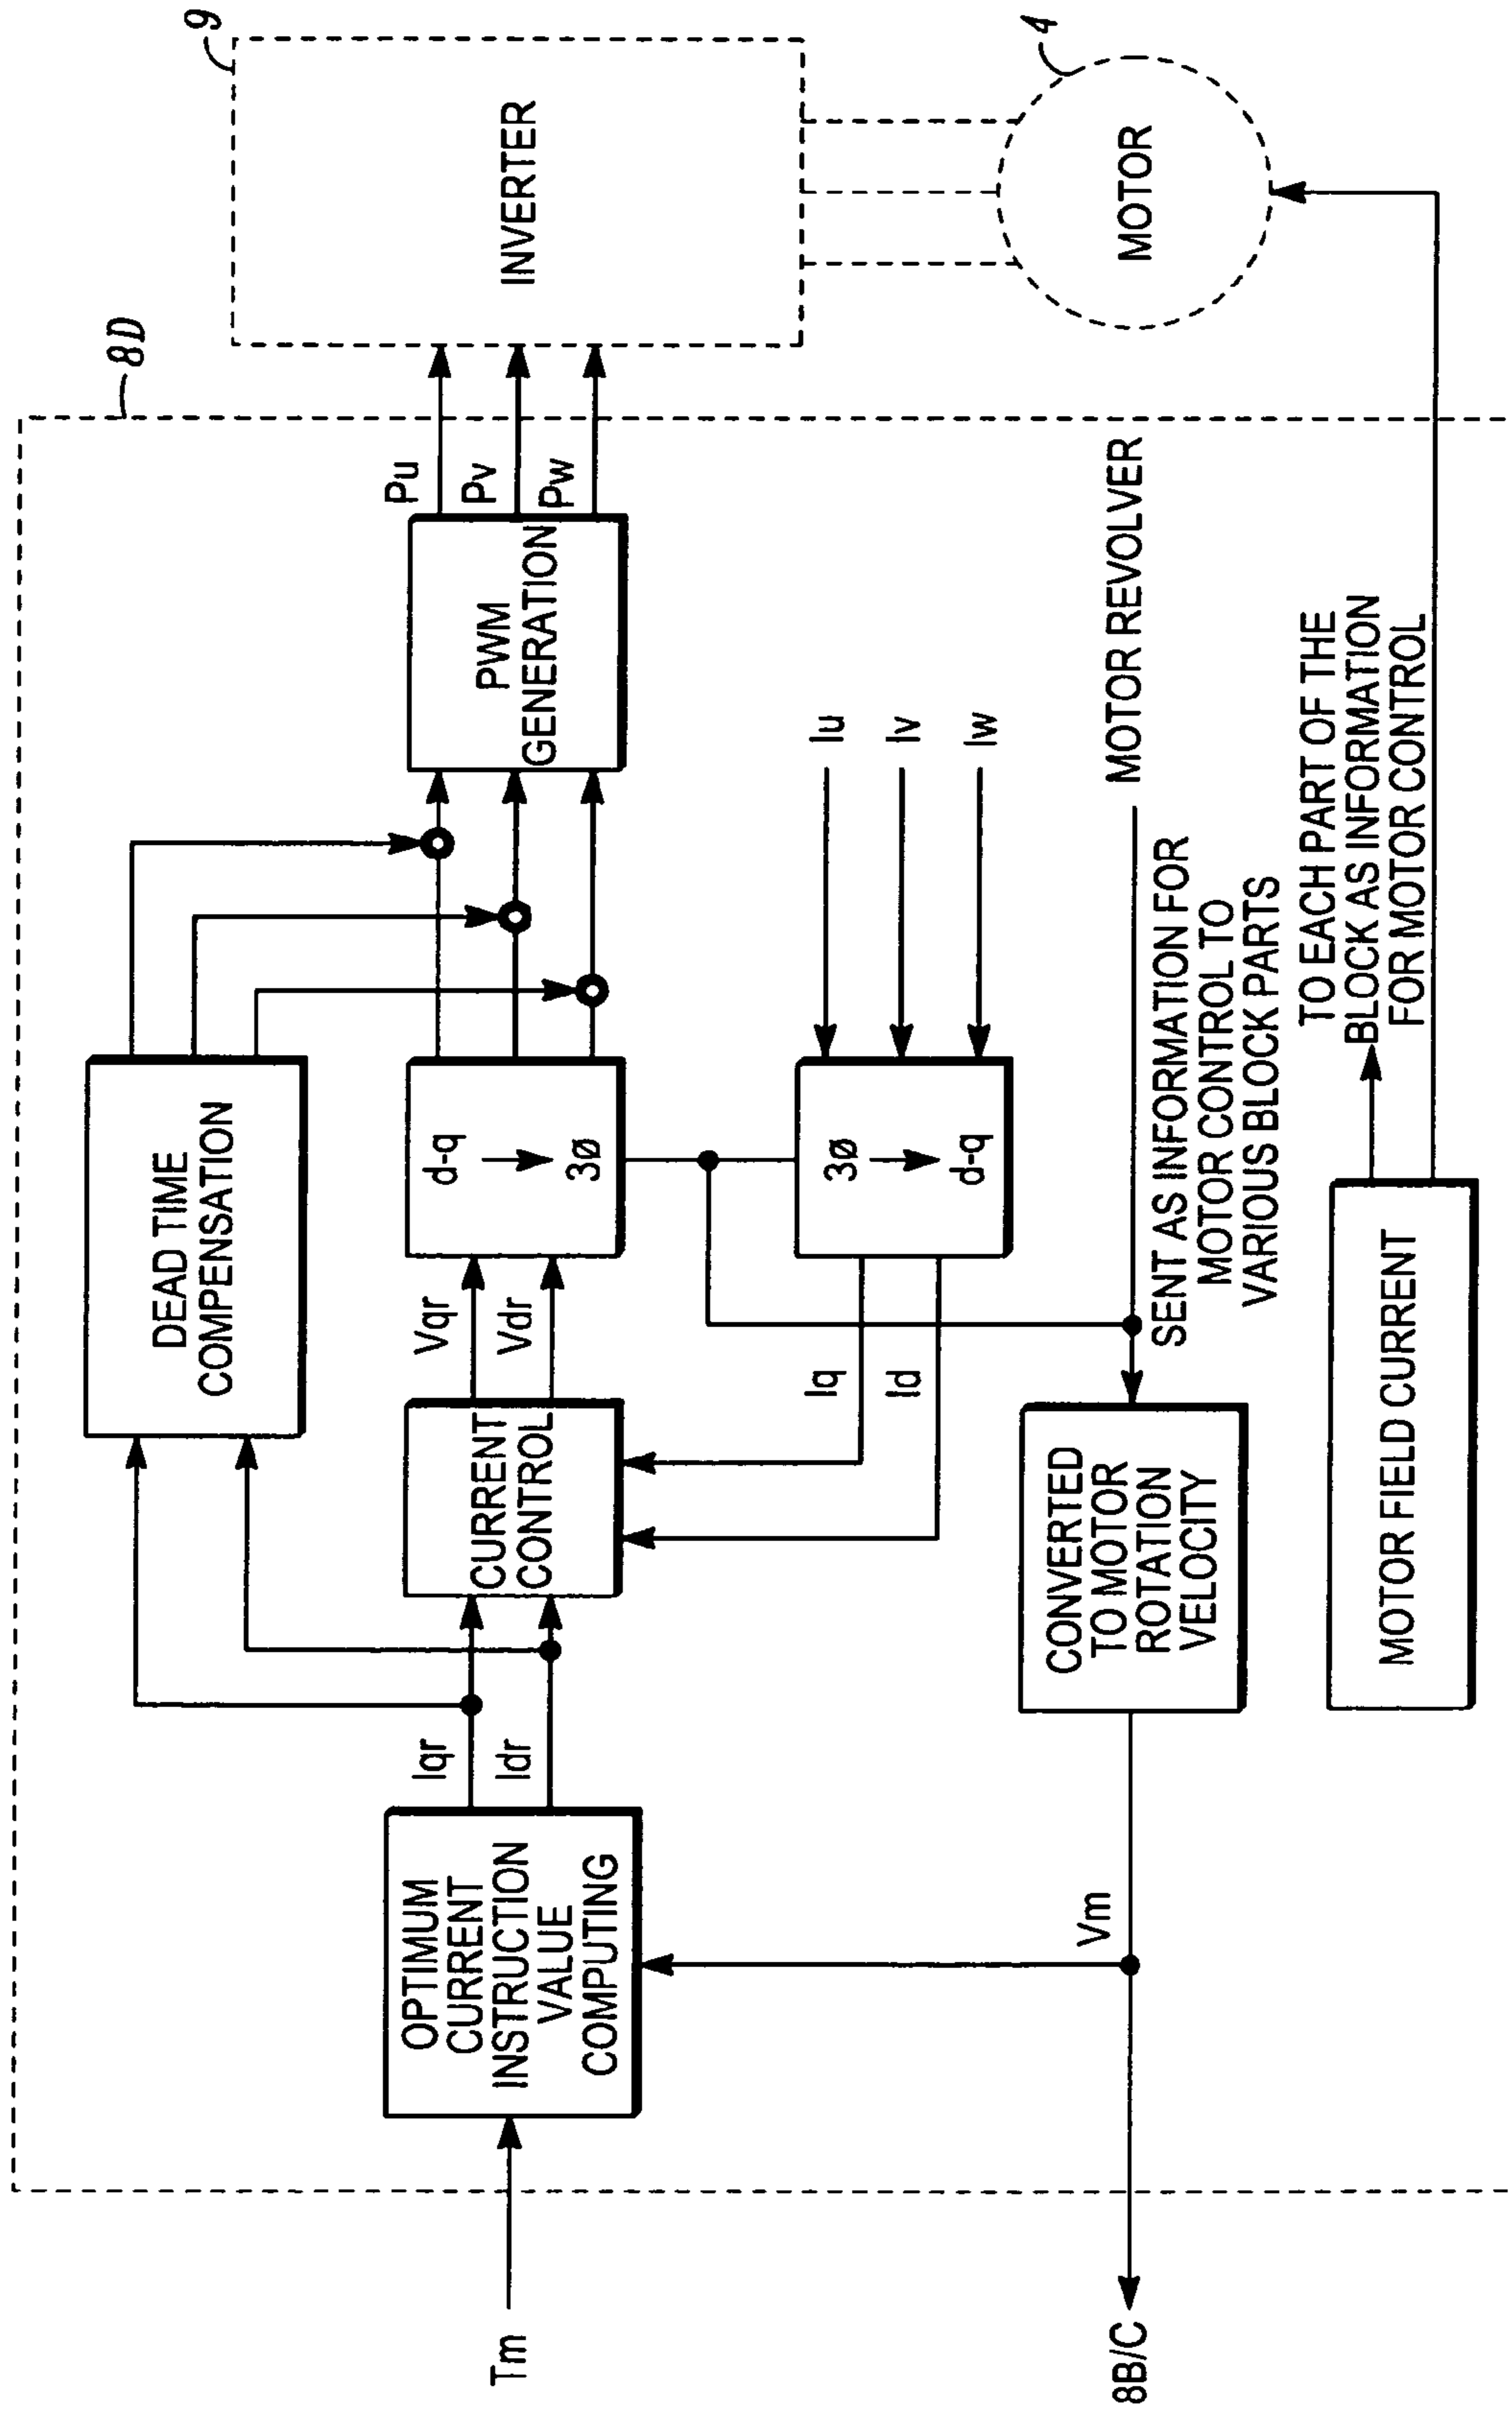 8D
9
DEAD TIME
COMPENSATION
Tm
OPTIMUM
CURRENT
INSTRUCTION
VALUE
COMPUTING
Iqr
Idr
CURRENT
CONTROL
Vqr
Vdr
d-q
3ø
PWM
GENERATION
Pu
Pv
Pw
INVERTER
Iq
Id
3ø
d-q
Iu
Iv
Iw
8B/C
Vm
CONVERTED
TO MOTOR
ROTATION
VELOCITY
MOTOR REVOLVER
SENT AS INFORMATION FOR
MOTOR CONTROL TO
VARIOUS BLOCK PARTS
4
MOTOR
MOTOR FIELD CURRENT
TO EACH PART OF THE
BLOCK AS INFORMATION
FOR MOTOR CONTROL